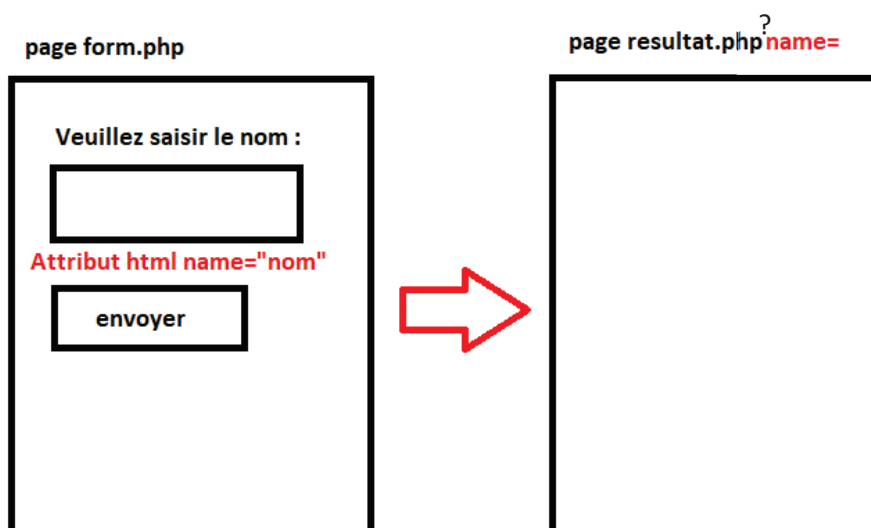 page form.php
Veuillez saisir le nom :
Attribut html name="nom"
envoyer
?
page resultat.php name=